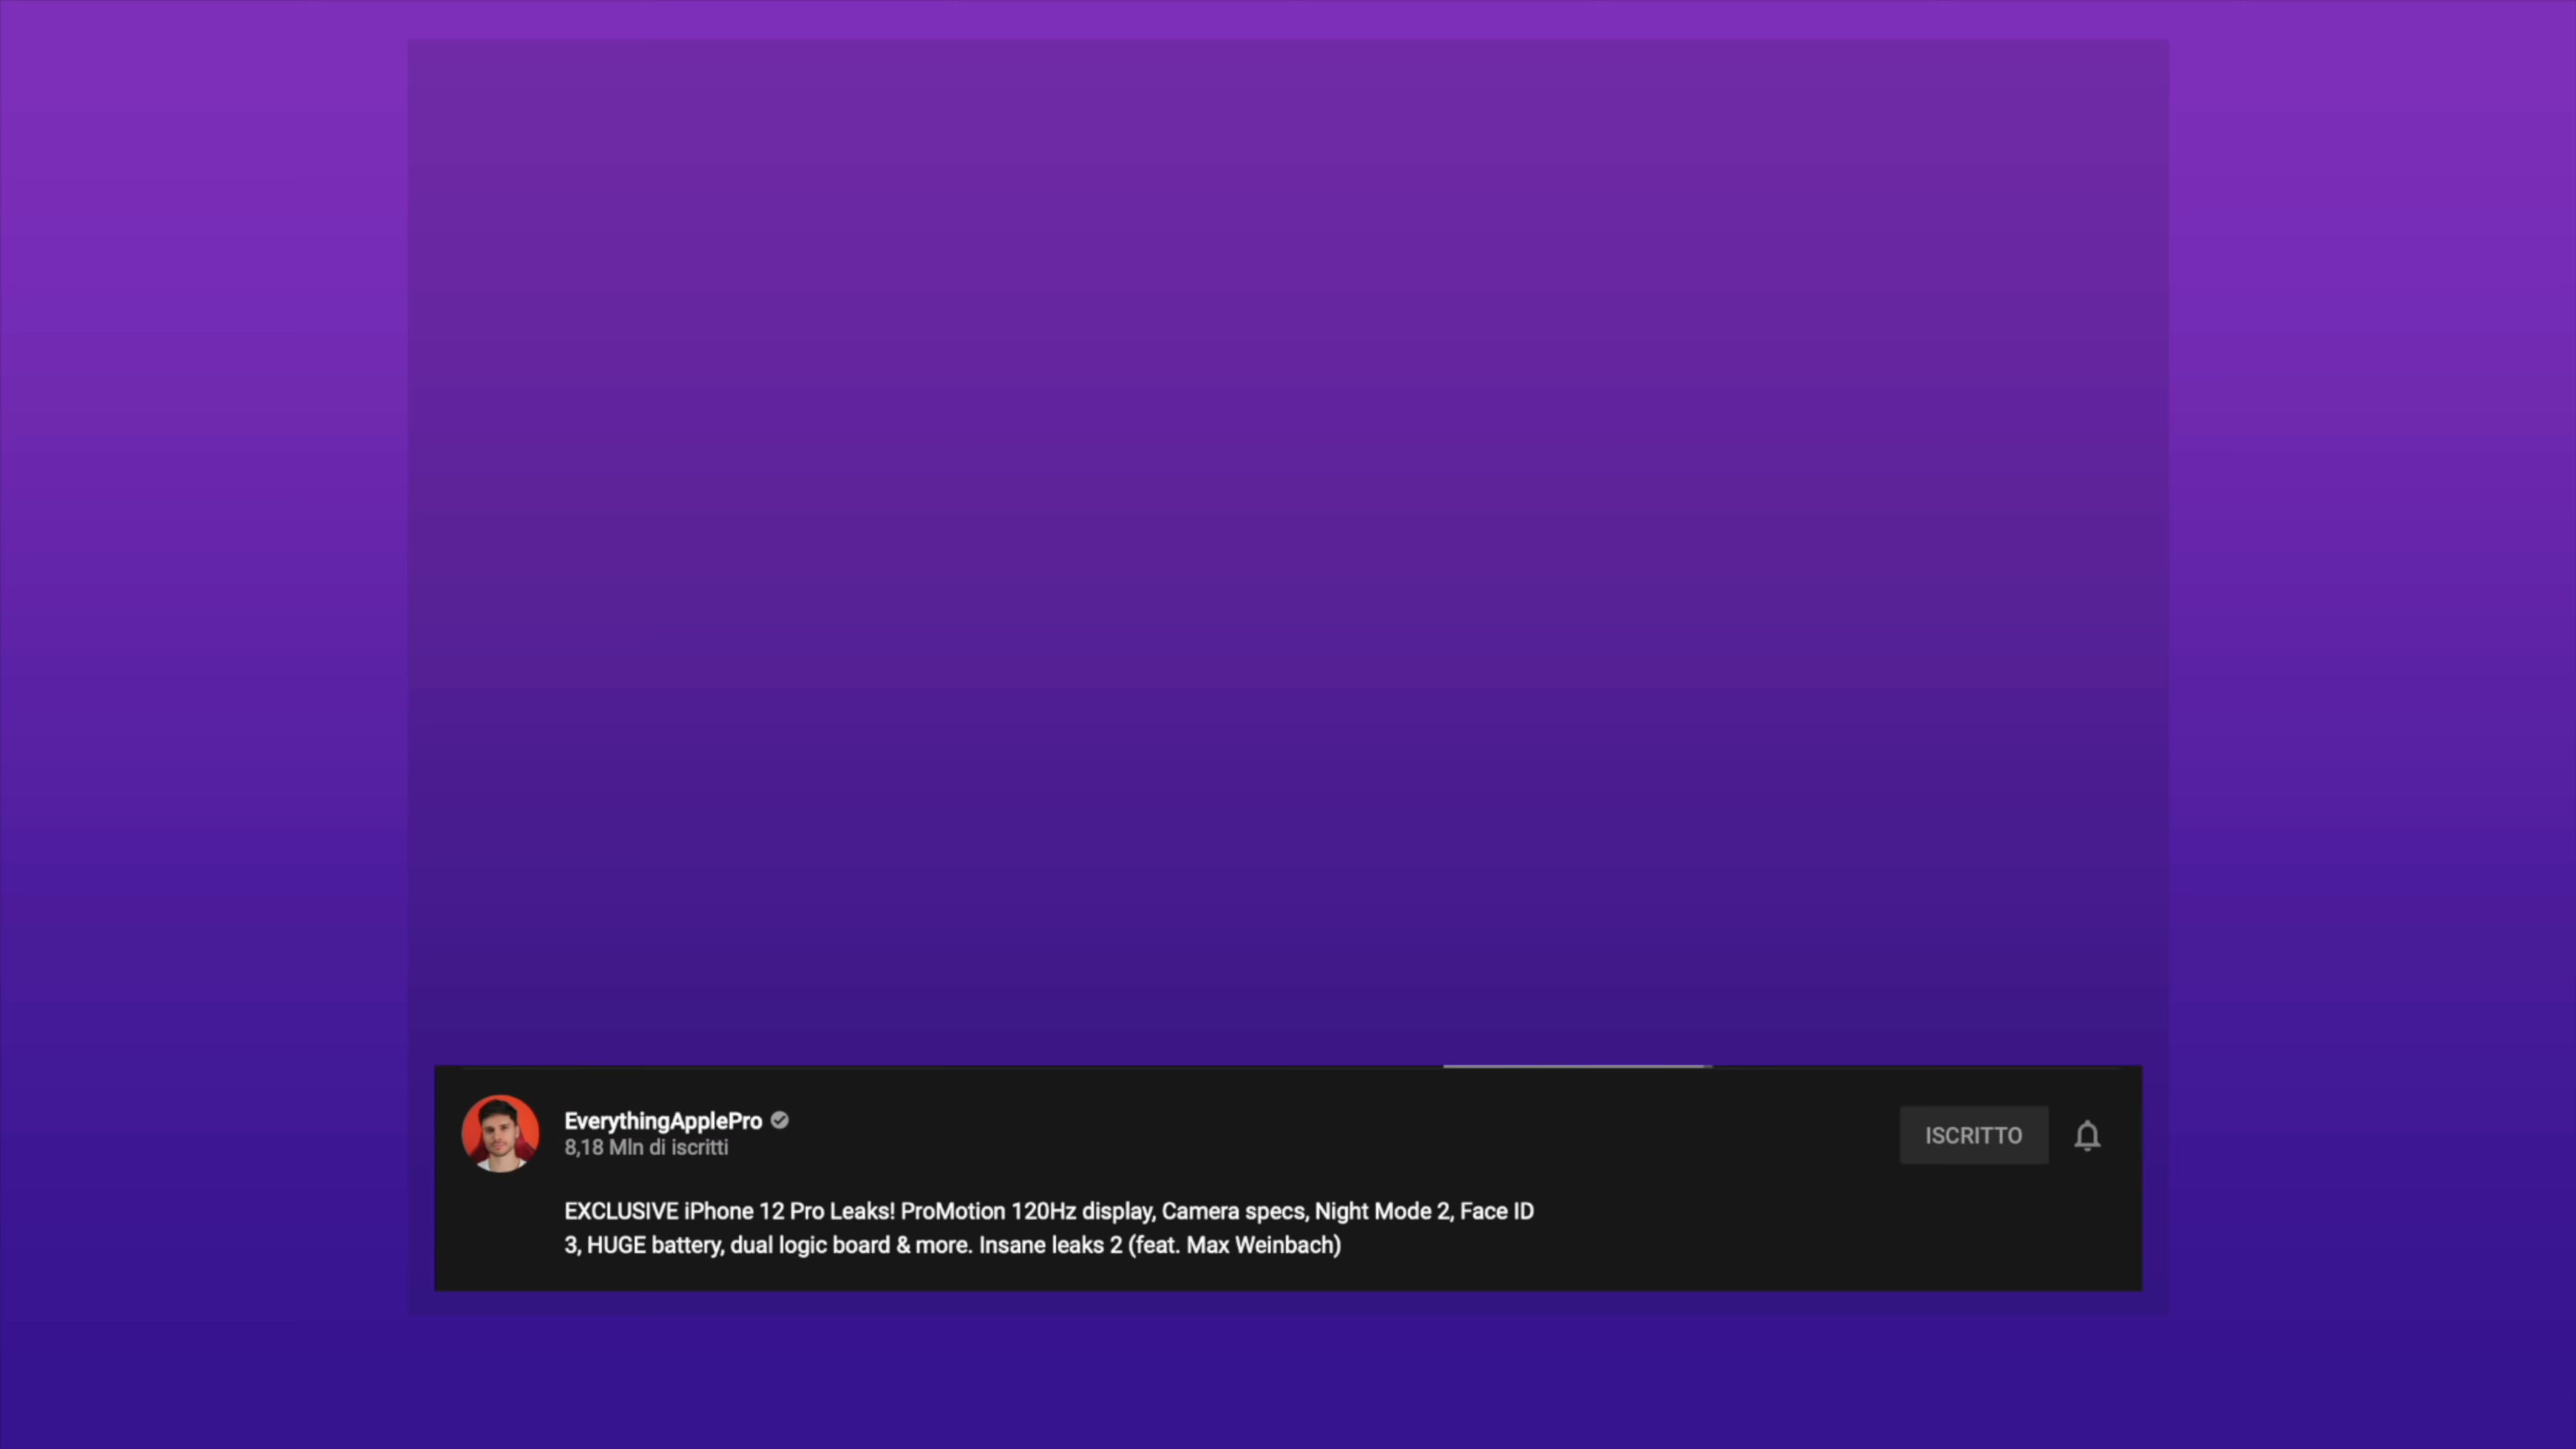 EverythingApplePro
8,18 Mln di iscritti
ISCRITTO
EXCLUSIVE iPhone 12 Pro Leaks! ProMotion 120Hz display, Camera specs, Night Mode 2, Face ID
3, HUGE battery, dual logic board & more. Insane leaks 2 (feat. Max Weinbach)